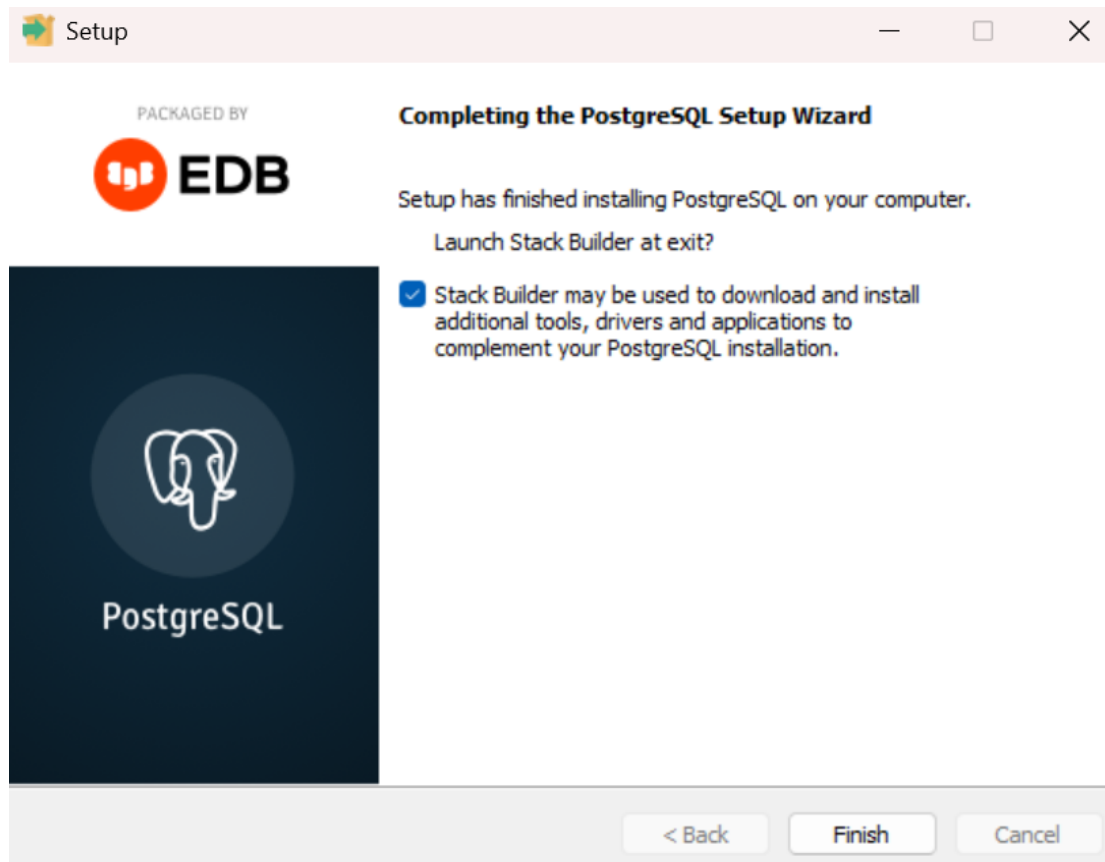 Setup
PACKAGED BY
EDB
Completing the PostgreSQL Setup Wizard
Setup has finished installing PostgreSQL on your computer.
Launch Stack Builder at exit?
Stack Builder may be used to download and install
additional tools, drivers and applications to
complement your PostgreSQL installation.
PostgreSQL
< Back
Finish
Cancel